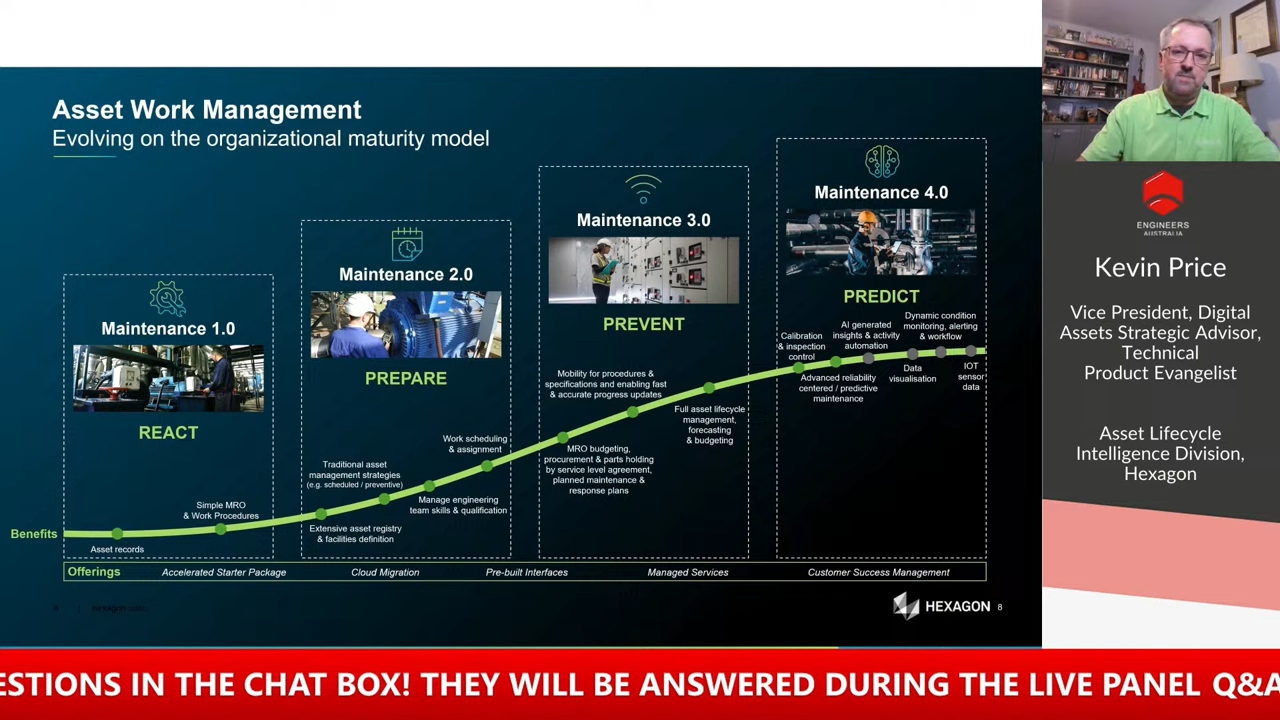 Asset Work Management
Evolving on the organizational maturity model
Maintenance 1.0
REACT
Maintenance 2.0
PREPARE
Maintenance 3.0
PREVENT
Maintenance 4.0
PREDICT
Benefits
Asset records
Simple MRO
& Work Procedures
Extensive asset registry
& facilities definition
Traditional asset
management strategies
(e.g. scheduled / preventive)
Manage engineering
team skills & qualification
Work scheduling
& assignment
MRO budgeting,
procurement & parts holding
by service level agreement,
planned maintenance &
response plans
Mobility for procedures &
specifications and enabling fast
& accurate progress updates
Full asset lifecycle
management,
forecasting
& budgeting
Calibration
& inspection
control
Advanced reliability
centered / predictive
maintenance
AI generated
insights & activity
automation
Data
visualisation
Dynamic condition
monitoring, alerting
& workflow
IOT
sensor
data
Offerings
Accelerated Starter Package
Cloud Migration
Pre-built Interfaces
Managed Services
Customer Success Management
HEXAGON
8
ENGINEERS
AUSTRALIA
Kevin Price
Vice President, Digital
Assets Strategic Advisor,
Technical
Product Evangelist
Asset Lifecycle
Intelligence Division,
Hexagon
ESTIONS IN THE CHAT BOX! THEY WILL BE ANSWERED DURING THE LIVE PANEL Q&A